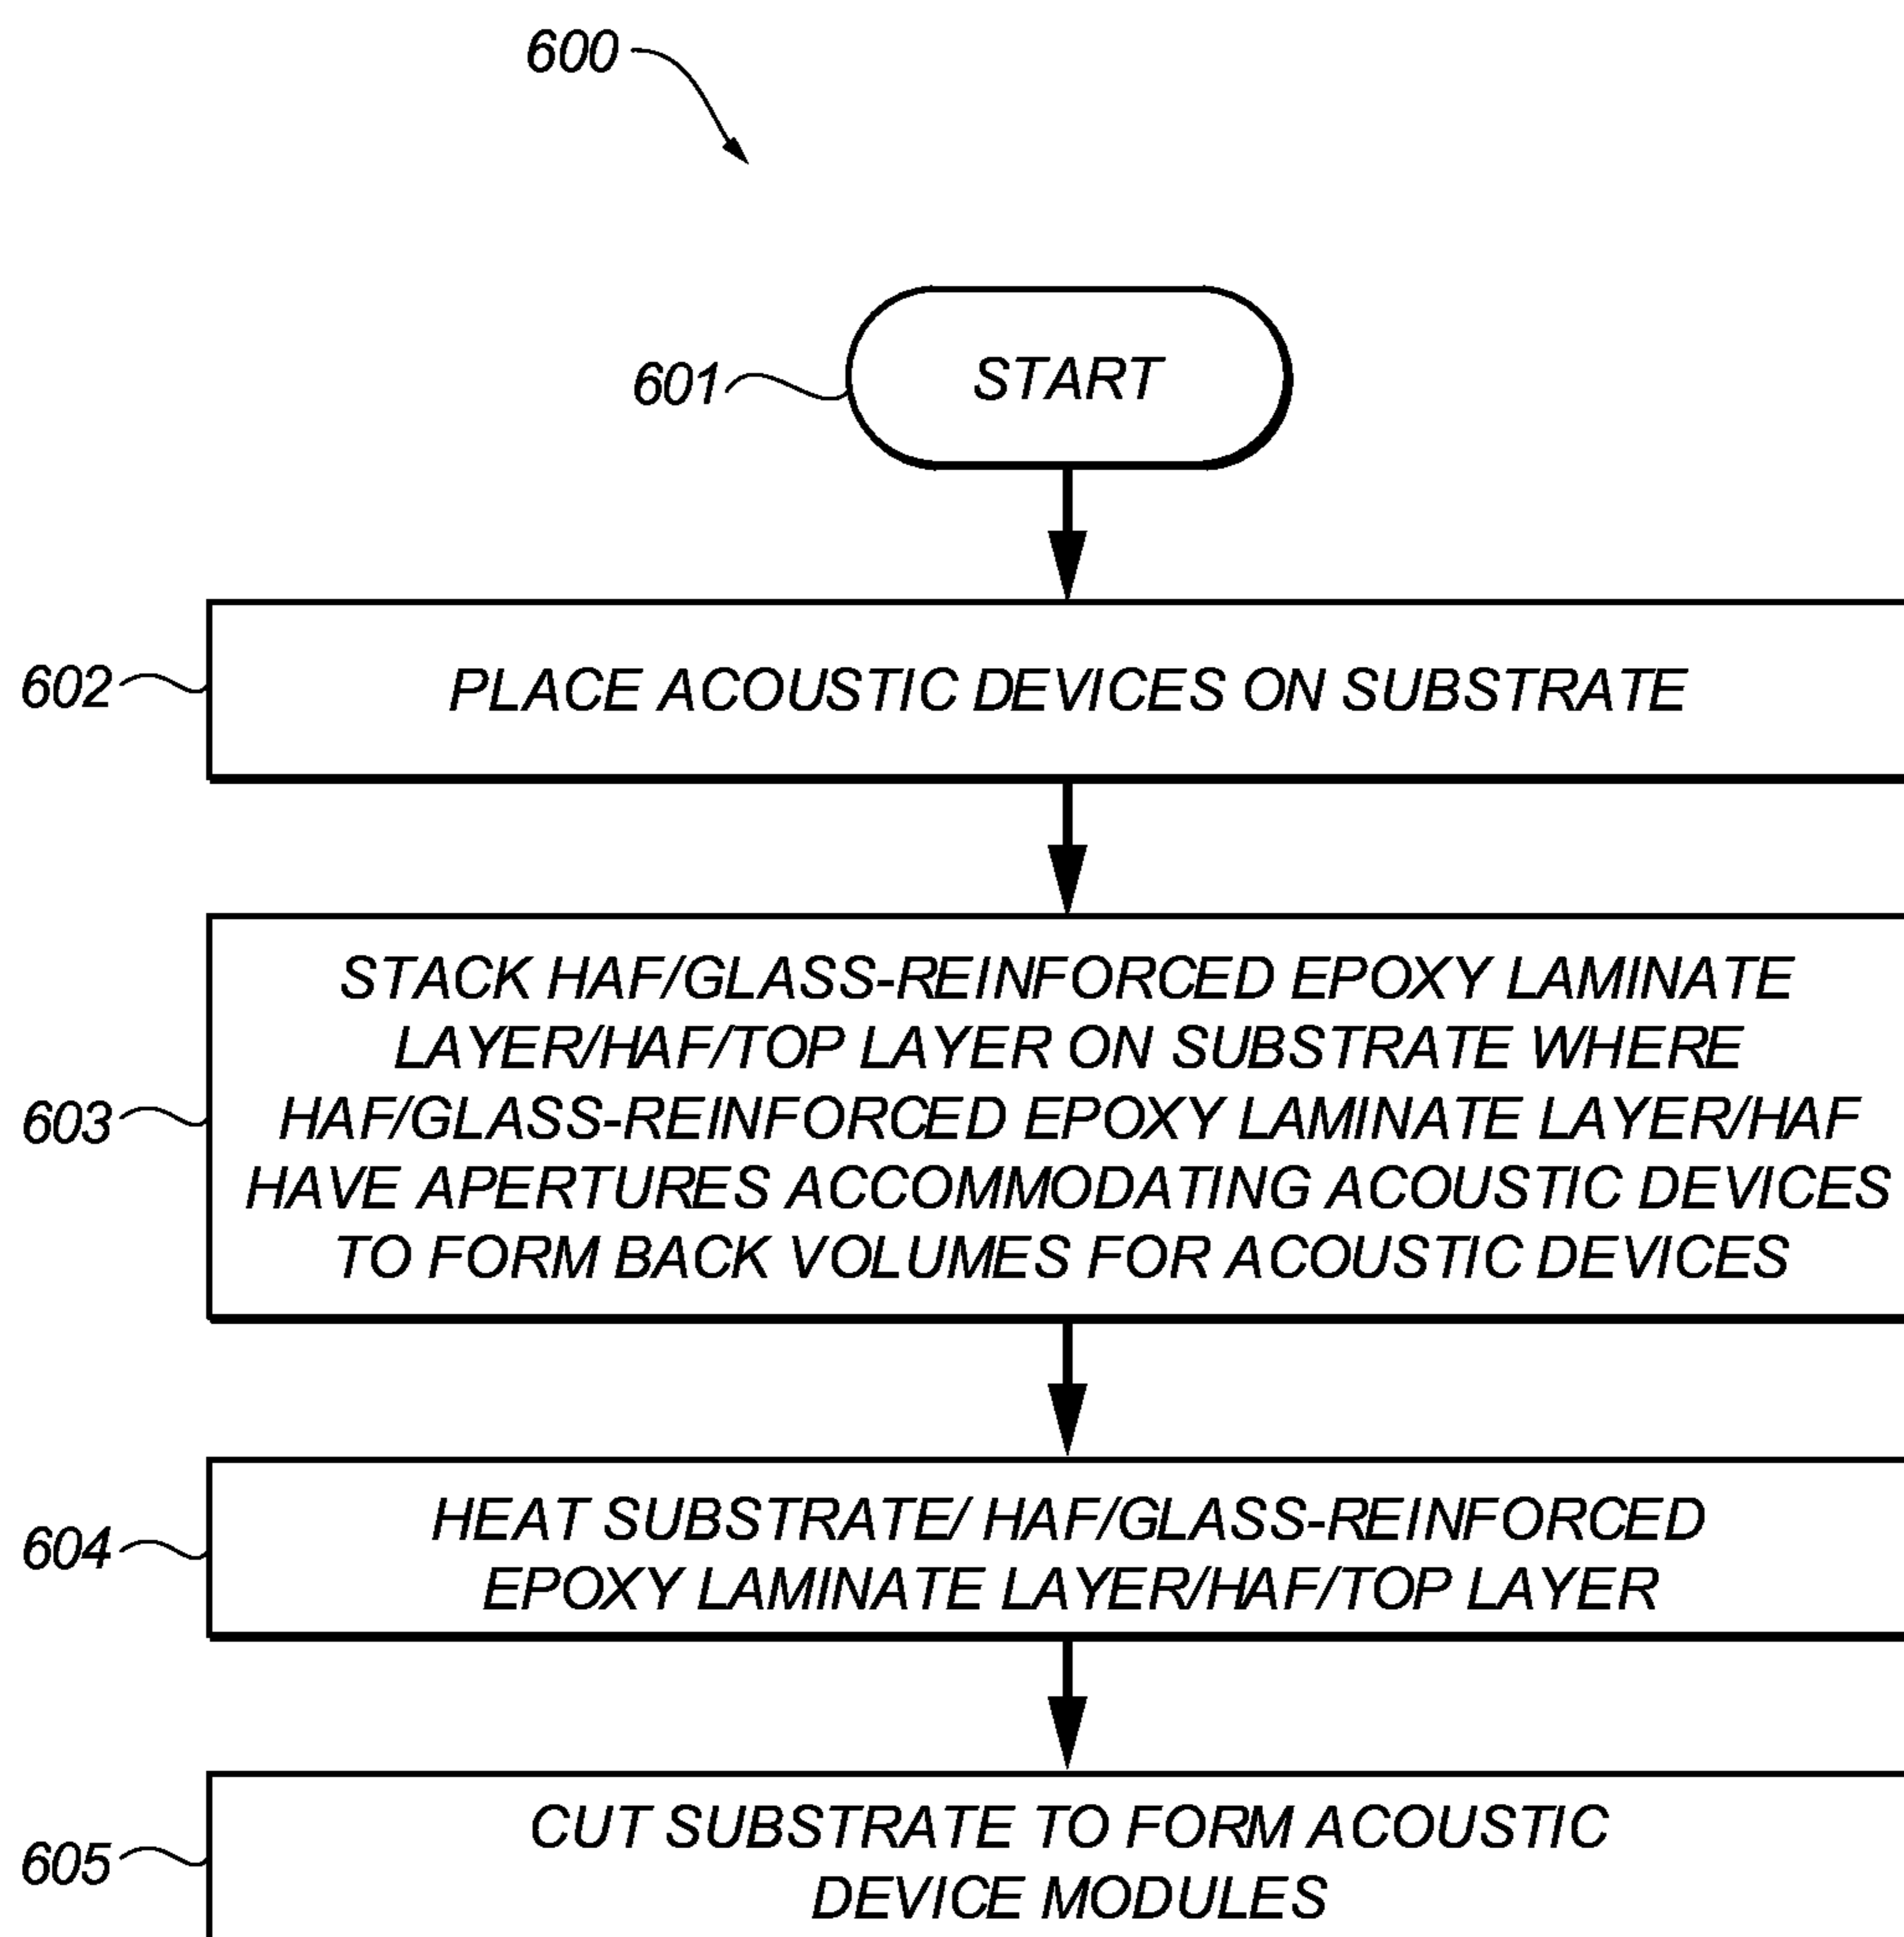 600
601
START
602
PLACE ACOUSTIC DEVICES ON SUBSTRATE
603
STACK HAF/GLASS-REINFORCED EPOXY LAMINATE
LAYER/HAF/TOP LAYER ON SUBSTRATE WHERE
HAF/GLASS-REINFORCED EPOXY LAMINATE LAYER/HAF
HAVE APERTURES ACCOMMODATING ACOUSTIC DEVICES
TO FORM BACK VOLUMES FOR ACOUSTIC DEVICES
604
HEAT SUBSTRATE/ HAF/GLASS-REINFORCED
EPOXY LAMINATE LAYER/HAF/TOP LAYER
605
CUT SUBSTRATE TO FORM ACOUSTIC
DEVICE MODULES